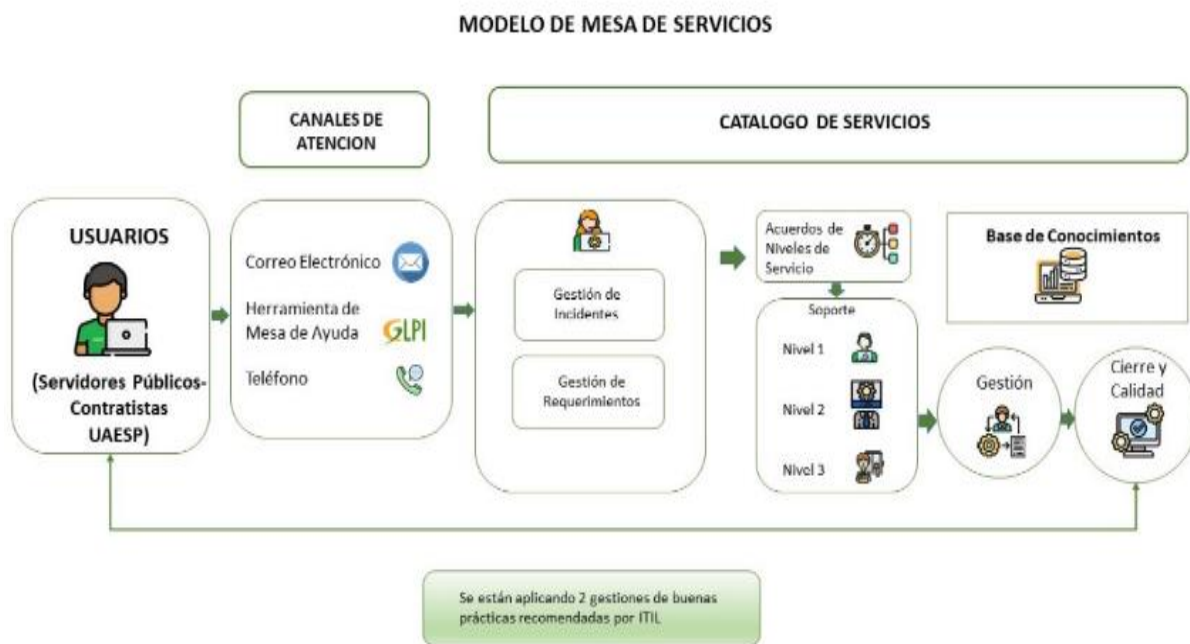 MODELO DE MESA DE SERVICIOS
CANALES DE
ATENCION
CATALOGO DE SERVICIOS
USUARIOS
(Servidores Públicos-
Contratistas
UAESP)
Correo Electrónico
Herramienta de
Mesa de Ayuda
GLPI
Teléfono
Gestión de
Incidentes
Gestión de
Requerimientos
Acuerdos de
Niveles de
Servicio
Soporte
Nivel 1
Nivel 2
Nivel 3
Base de Conocimientos
Gestión
Cierre y
Calidad
Se están aplicando 2 gestiones de buenas
prácticas recomendadas por ITIL